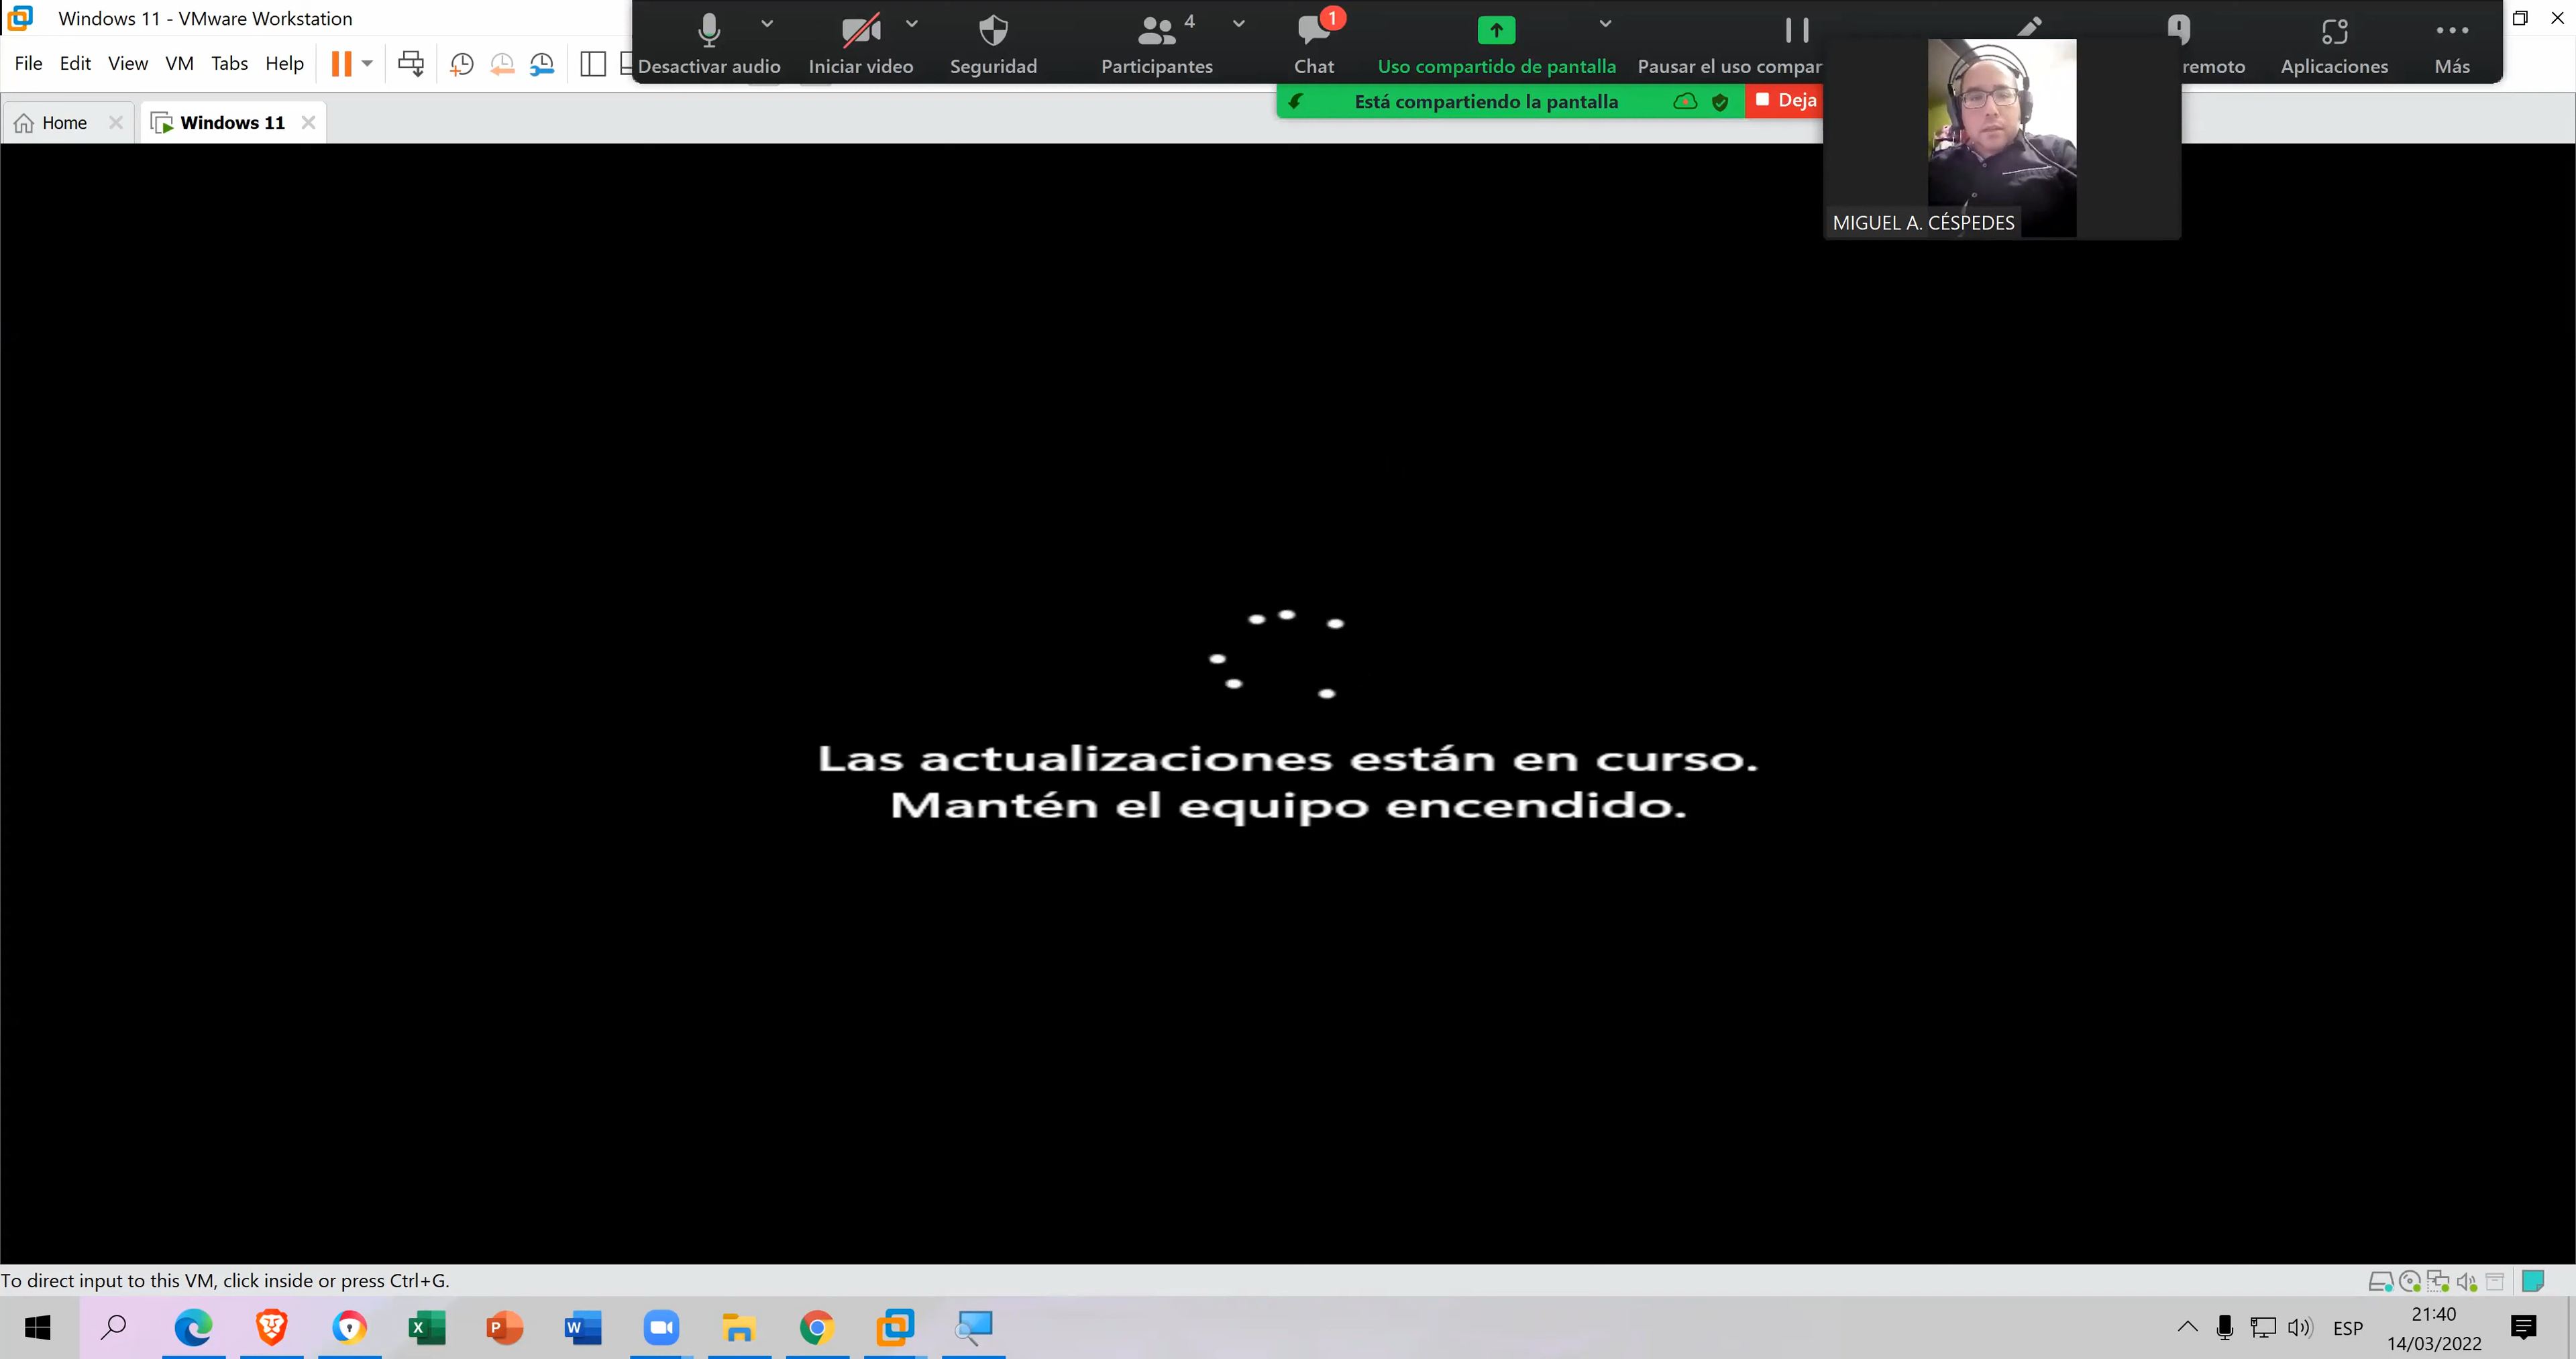 Windows 11 - VMware Workstation
File Edit View VM Tabs Help
Desactivar audio
Iniciar video
Seguridad
4
Participantes
1
Chat
Uso compartido de pantalla
Pausar el uso compar
remoto
Aplicaciones
Más
Está compartiendo la pantalla
Deja
Home
Windows 11
MIGUEL A. CÉSPEDES
Las actualizaciones están en curso.
Mantén el equipo encendido.
To direct input to this VM, click inside or press Ctrl+G.
ESP
21:40
14/03/2022